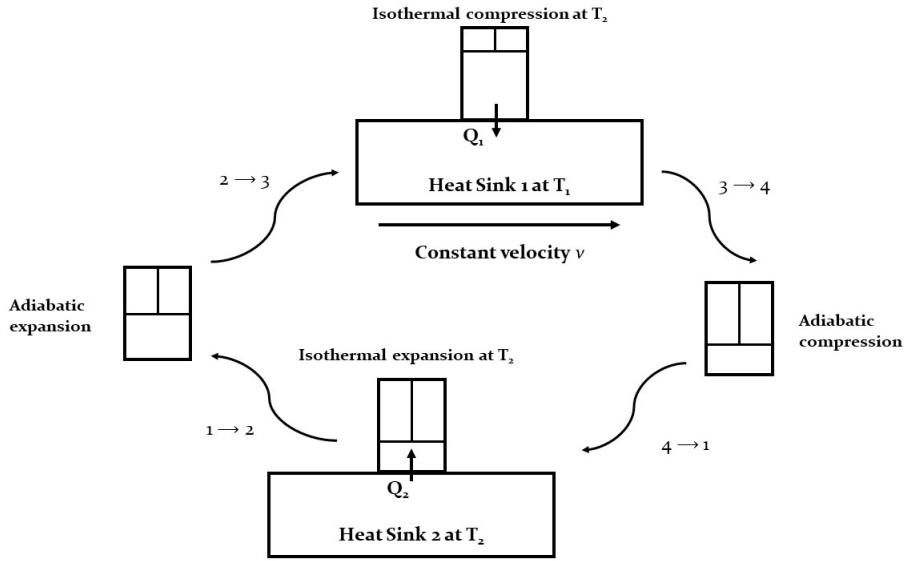 Isothermal compression at T₂
Q₁
Heat Sink 1 at T₁
2 → 3
3 → 4
Constant velocity v
Adiabatic
expansion
Adiabatic
compression
Isothermal expansion at T₂
1 → 2
4 → 1
Q₂
Heat Sink 2 at T₂